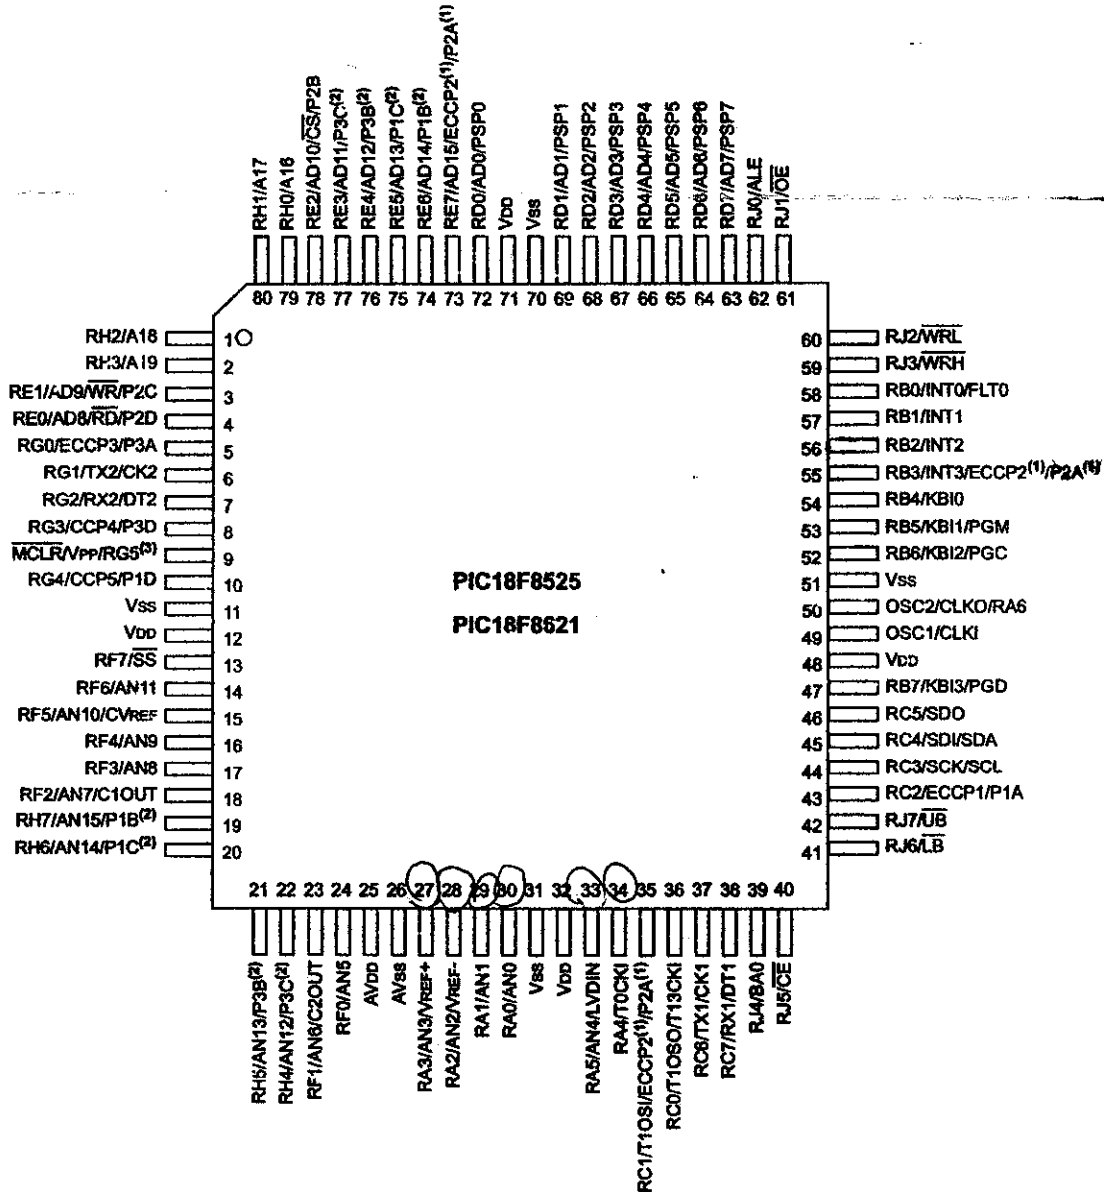 RH1/A17
RH0/A16
RE2/AD10/CS/P2B
RE3/AD11/P3C(2)
RE4/AD12/P3B(2)
RE5/AD13/P1C(2)
RE6/AD14/P1B(2)
RE7/AD15/ECCP2(1)/P2A(1)
RD0/AD0/PSP0
VDD
VSS
RD1/AD1/PSP1
RD2/AD2/PSP2
RD3/AD3/PSP3
RD4/AD4/PSP4
RD5/AD5/PSP5
RD6/AD6/PSP6
RD7/AD7/PSP7
RJ0/ALE
RJ1/OE
80 79 78 77 76 75 74 73 72 71 70 69 68 67 66 65 64 63 62 61
RH2/A18 1
RH3/A19 2
RE1/AD9/WR/P2C 3
RE0/AD8/RD/P2D 4
RG0/ECCP3/P3A 5
RG1/TX2/CK2 6
RG2/RX2/DT2 7
RG3/CCP4/P3D 8
MCLR/VPP/RG5(3) 9
RG4/CCP5/P1D 10
VSS 11
VDD 12
RF7/SS 13
RF6/AN11 14
RF5/AN10/CVREF 15
RF4/AN9 16
RF3/AN8 17
RF2/AN7/C1OUT 18
RH7/AN15/P1B(2) 19
RH6/AN14/P1C(2) 20
PIC18F8525
PIC18F8621
60 RJ2/WRL
59 RJ3/WRH
58 RB0/INT0/FLT0
57 RB1/INT1
56 RB2/INT2
55 RB3/INT3/ECCP2(1)/P2A(1)
54 RB4/KBI0
53 RB5/KBI1/PGM
52 RB6/KBI2/PGC
51 VSS
50 OSC2/CLKO/RA6
49 OSC1/CLKI
48 VDD
47 RB7/KBI3/PGD
46 RC5/SDO
45 RC4/SDI/SDA
44 RC3/SCK/SCL
43 RC2/ECCP1/P1A
42 RJ7/UB
41 RJ6/LB
21 22 23 24 25 26 27 28 29 30 31 32 33 34 35 36 37 38 39 40
RH5/AN13/P3B(2)
RH4/AN12/P3C(2)
RF1/AN6/C2OUT
RF0/AN5
AVDD
AVSS
RA3/AN3/VREF+
RA2/AN2/VREF-
RA1/AN1
RA0/AN0
VSS
VDD
RA5/AN4/LVDIN
RA4/T0CKI
RC1/T1OSI/ECCP2(1)/P2A(1)
RC0/T1OSO/T13CKI
RC6/TX1/CK1
RC7/RX1/DT1
RJ4/BA0
RJ5/CE